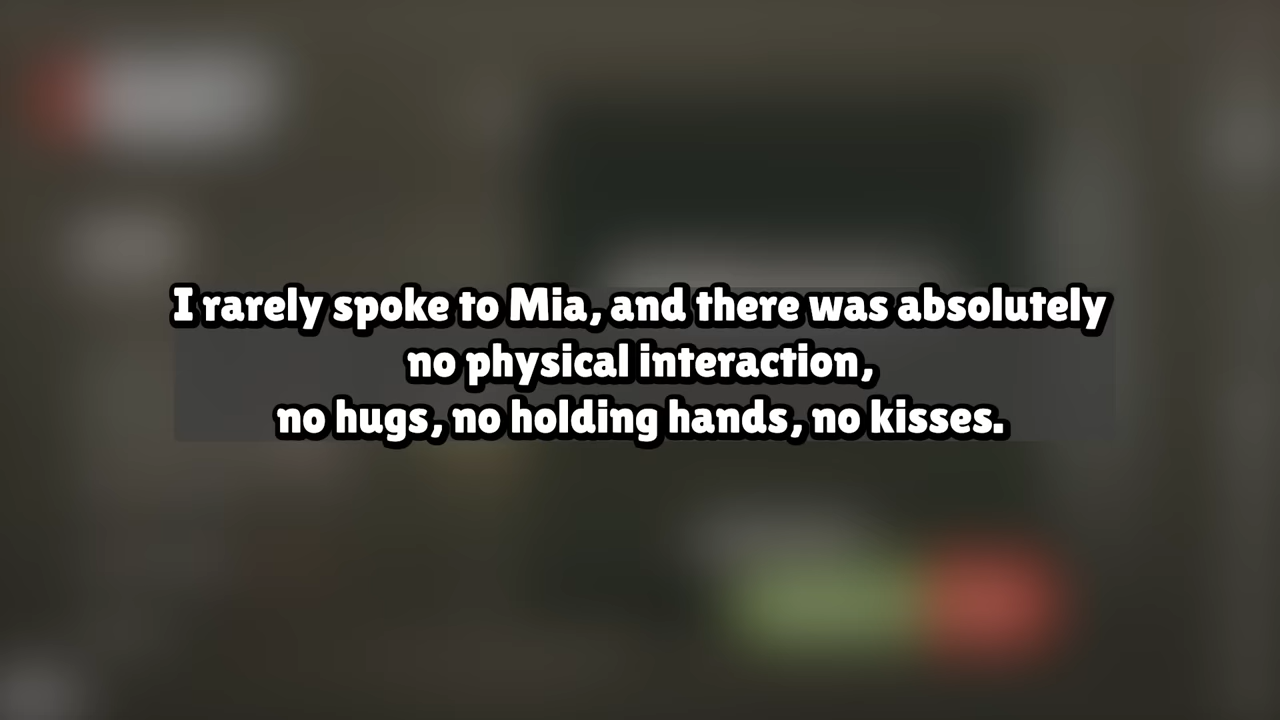 I rarely spoke to Mia, and there was absolutely
no physical interaction,
no hugs, no holding hands, no kisses.